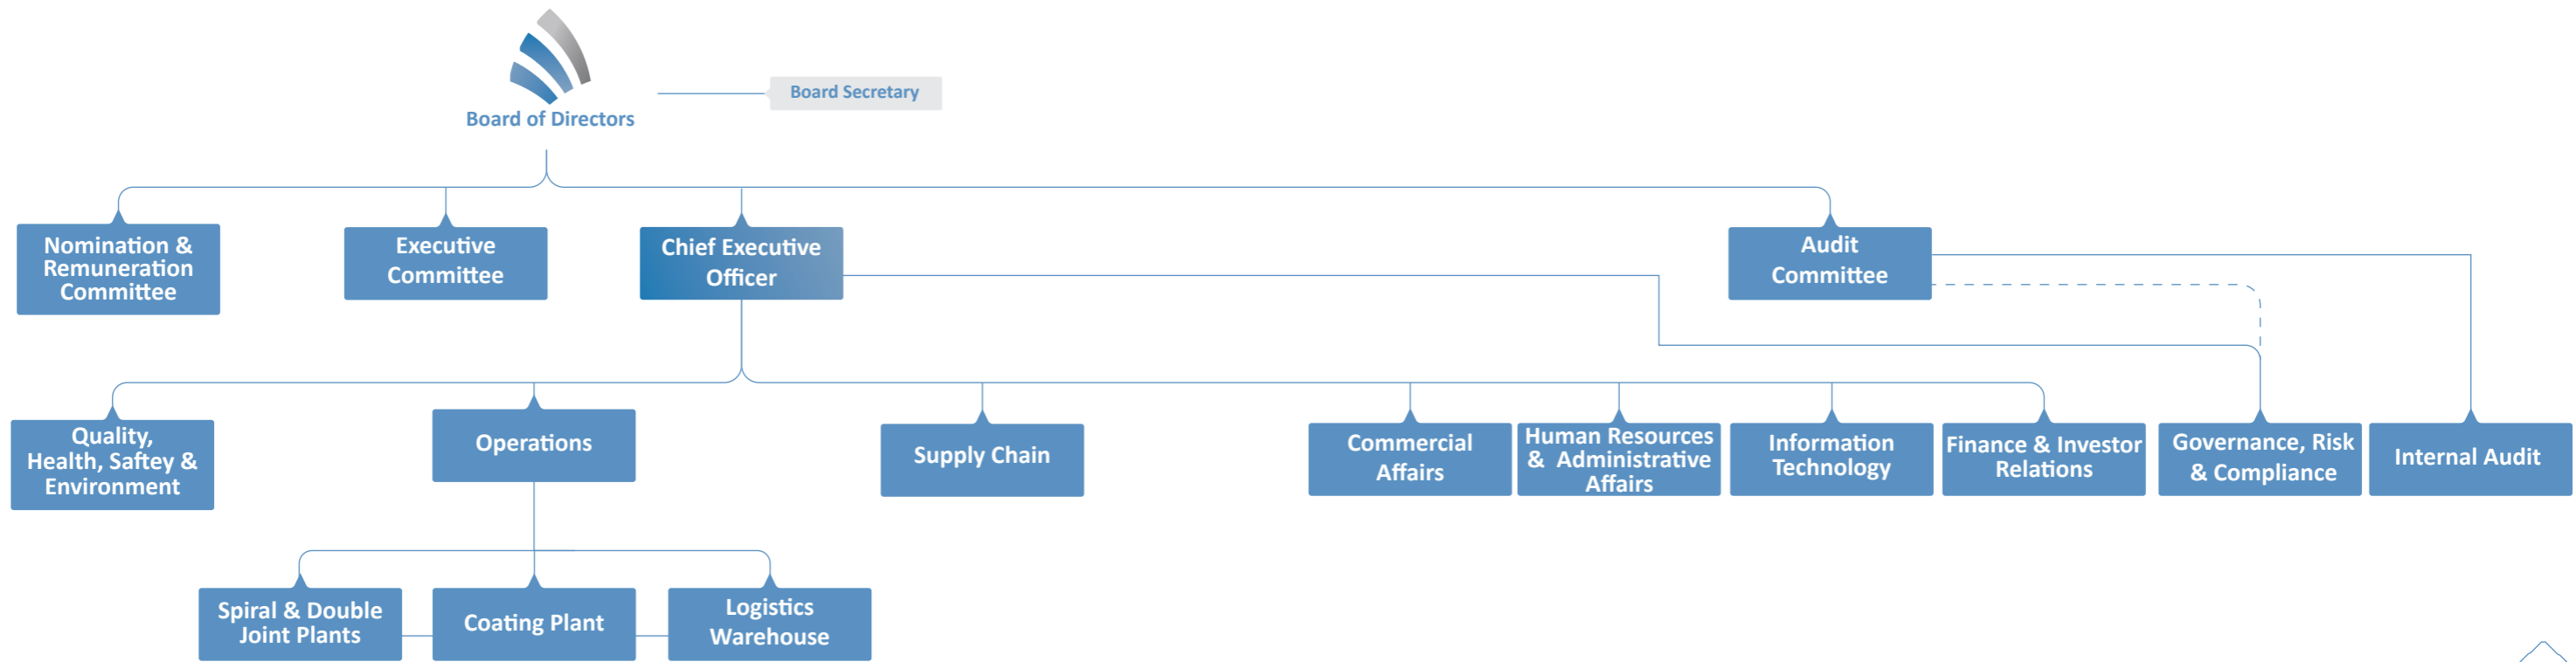 Board of Directors
Board Secretary
Nomination &
Remuneration
Committee
Executive
Committee
Chief Executive
Officer
Audit
Committee
Quality,
Health, Saftey &
Environment
Operations
Supply Chain
Commercial
Affairs
Human Resources
& Administrative
Affairs
Information
Technology
Finance & Investor
Relations
Governance, Risk
& Compliance
Internal Audit
Spiral & Double
Joint Plants
Coating Plant
Logistics
Warehouse